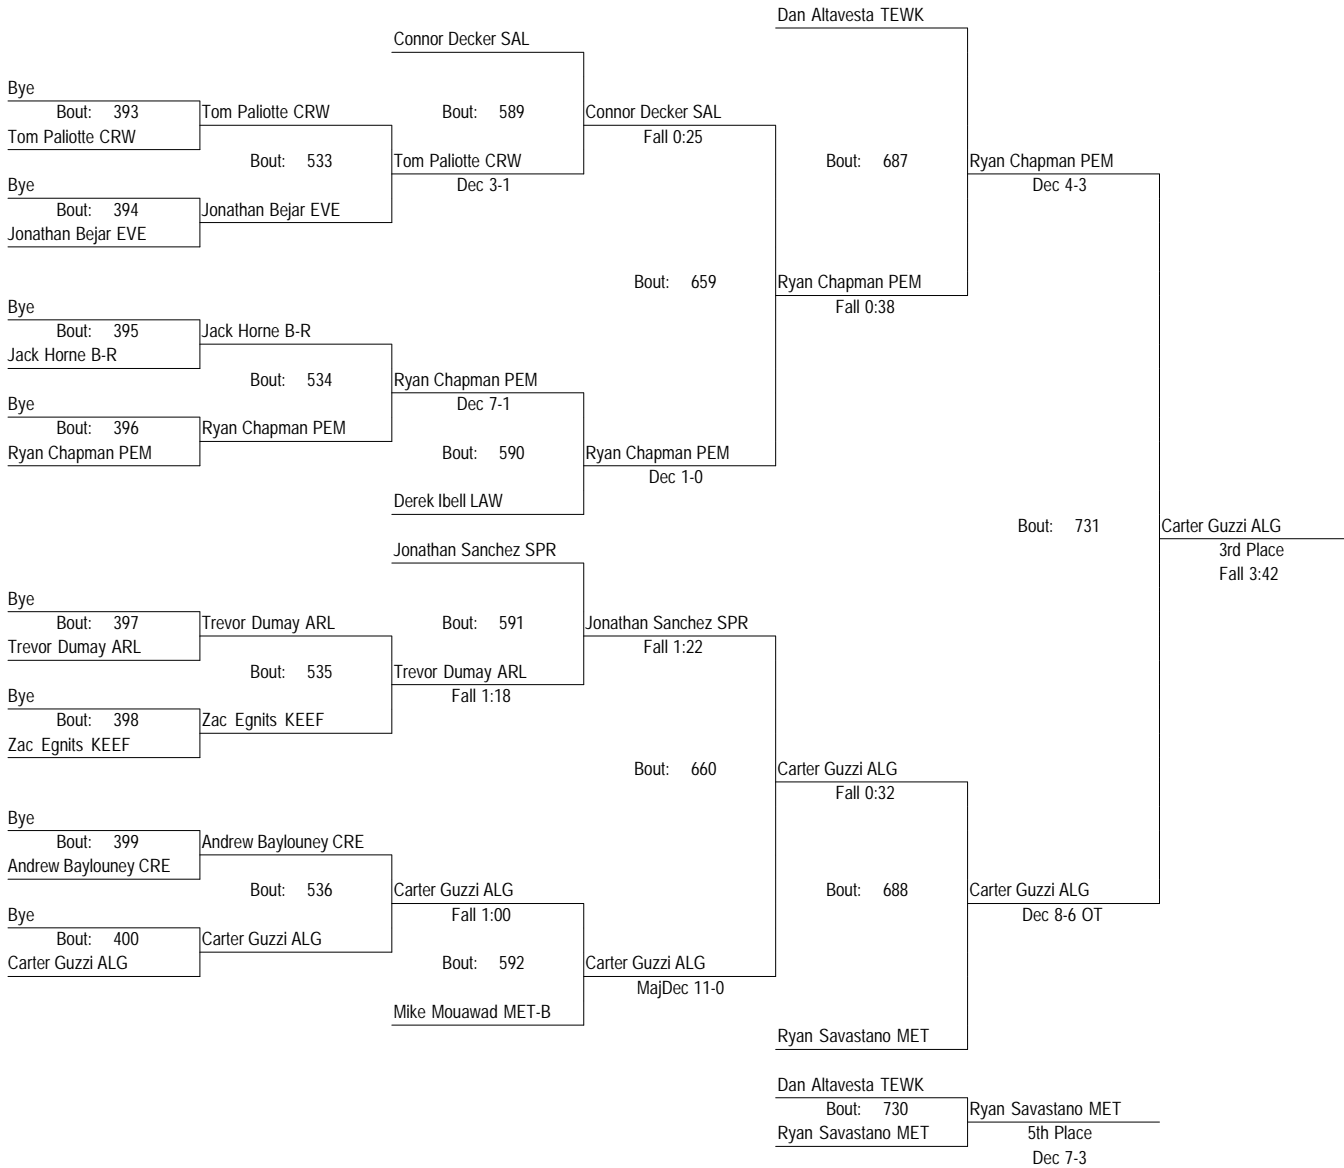 Dan Altavesta TEWK
Connor Decker SAL
Bye
Bout: 393 Tom Paliotte CRW Bout: 589 Connor Decker SAL
Tom Paliotte CRW Fall 0:25
Bout: 533 Tom Paliotte CRW Bout: 687 Ryan Chapman PEM
Bye Dec 3-1 Dec 4-3
Bout: 394 Jonathan Bejar EVE
Jonathan Bejar EVE
Bout: 659 Ryan Chapman PEM
Bye Fall 0:38
Bout: 395 Jack Horne B-R
Jack Horne B-R
Bout: 534 Ryan Chapman PEM
Bye Dec 7-1
Bout: 396 Ryan Chapman PEM
Ryan Chapman PEM Bout: 590 Ryan Chapman PEM
Dec 1-0
Derek Ibell LAW
Bout: 731 Carter Guzzi ALG
Jonathan Sanchez SPR 3rd Place
Fall 3:42
Bye
Bout: 397 Trevor Dumay ARL Bout: 591 Jonathan Sanchez SPR
Trevor Dumay ARL Fall 1:22
Bout: 535 Trevor Dumay ARL
Bye Fall 1:18
Bout: 398 Zac Egnits KEEF
Zac Egnits KEEF
Bout: 660 Carter Guzzi ALG
Fall 0:32
Bye
Bout: 399 Andrew Baylouney CRE
Andrew Baylouney CRE
Bout: 536 Carter Guzzi ALG Bout: 688 Carter Guzzi ALG
Bye Fall 1:00 Dec 8-6 OT
Bout: 400 Carter Guzzi ALG
Carter Guzzi ALG Bout: 592 Carter Guzzi ALG
MajDec 11-0
Mike Mouawad MET-B
Ryan Savastano MET
Dan Altavesta TEWK
Bout: 730 Ryan Savastano MET
Ryan Savastano MET 5th Place
Dec 7-3